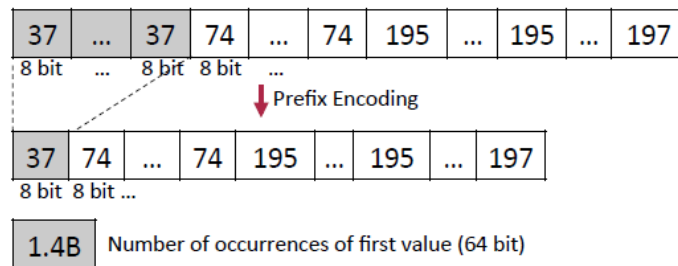 37 ... 37 74 ... 74 195 ... 195 ... 197
8 bit ... 8 bit 8 bit ...
Prefix Encoding
37 74 ... 74 195 ... 195 ... 197
8 bit 8 bit ...
1.4B Number of occurrences of first value (64 bit)